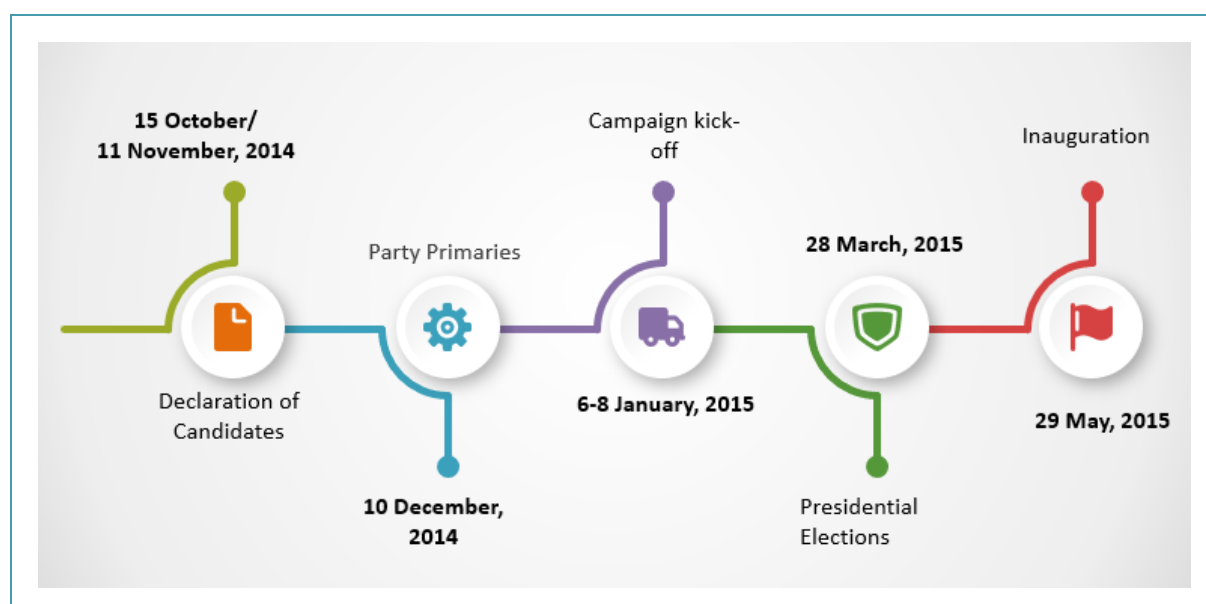 15 October/
11 November, 2014
Declaration of
Candidates
Party Primaries
10 December,
2014
Campaign kick-
off
6-8 January, 2015
28 March, 2015
Presidential
Elections
Inauguration
29 May, 2015